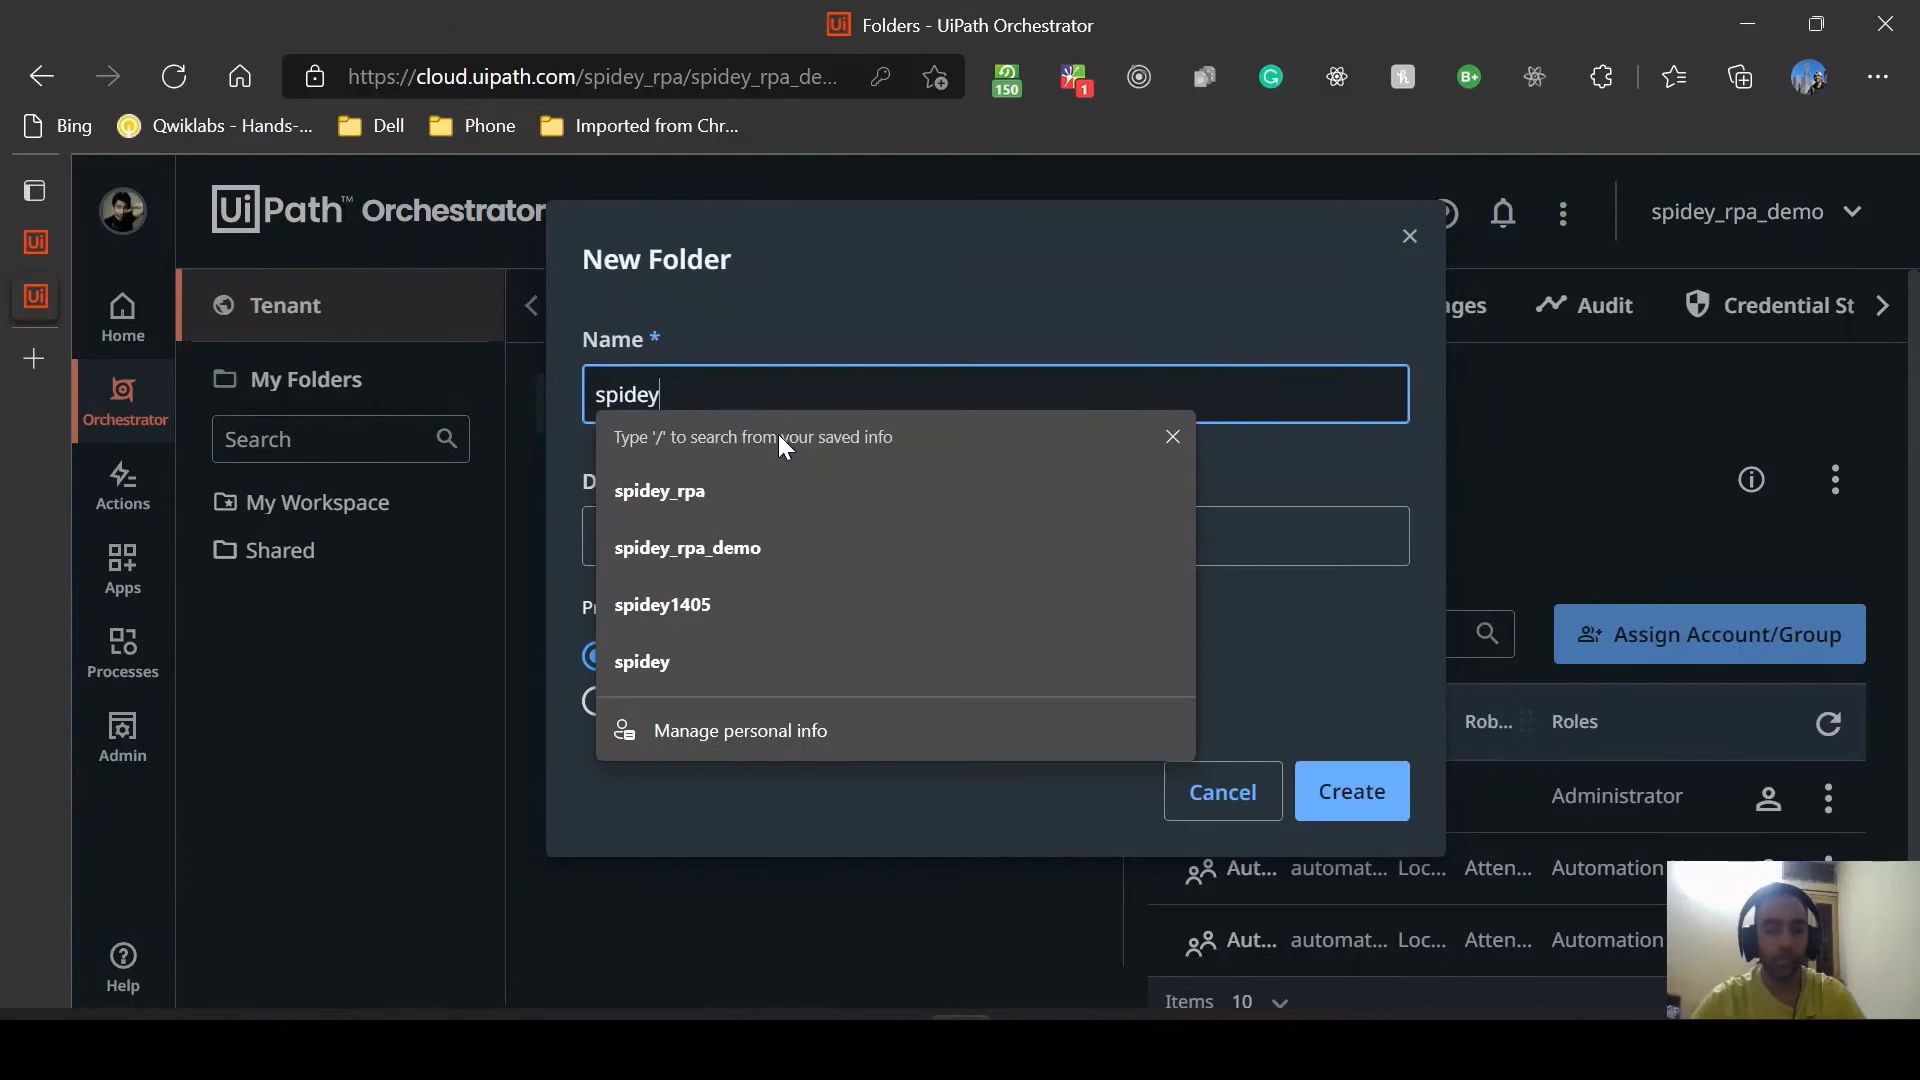 Folders - UiPath Orchestrator
https://cloud.uipath.com/spidey_rpa/spidey_rpa_de...
150
1
B+
Bing
Qwiklabs - Hands-...
Dell
Phone
Imported from Chr...
UiPath™ Orchestrator
spidey_rpa_demo
Home
Orchestrator
Actions
Apps
Processes
Admin
Help
Tenant
My Folders
Search
My Workspace
Shared
Audit
Credential St
New Folder
Name *
spidey
Type '/' to search from your saved info
spidey_rpa
spidey_rpa_demo
spidey1405
spidey
Manage personal info
Cancel
Create
Assign Account/Group
Rob...
Roles
Administrator
Aut...
automat...
Loc...
Atten...
Automation
Aut...
automat...
Loc...
Atten...
Automation
Items 10